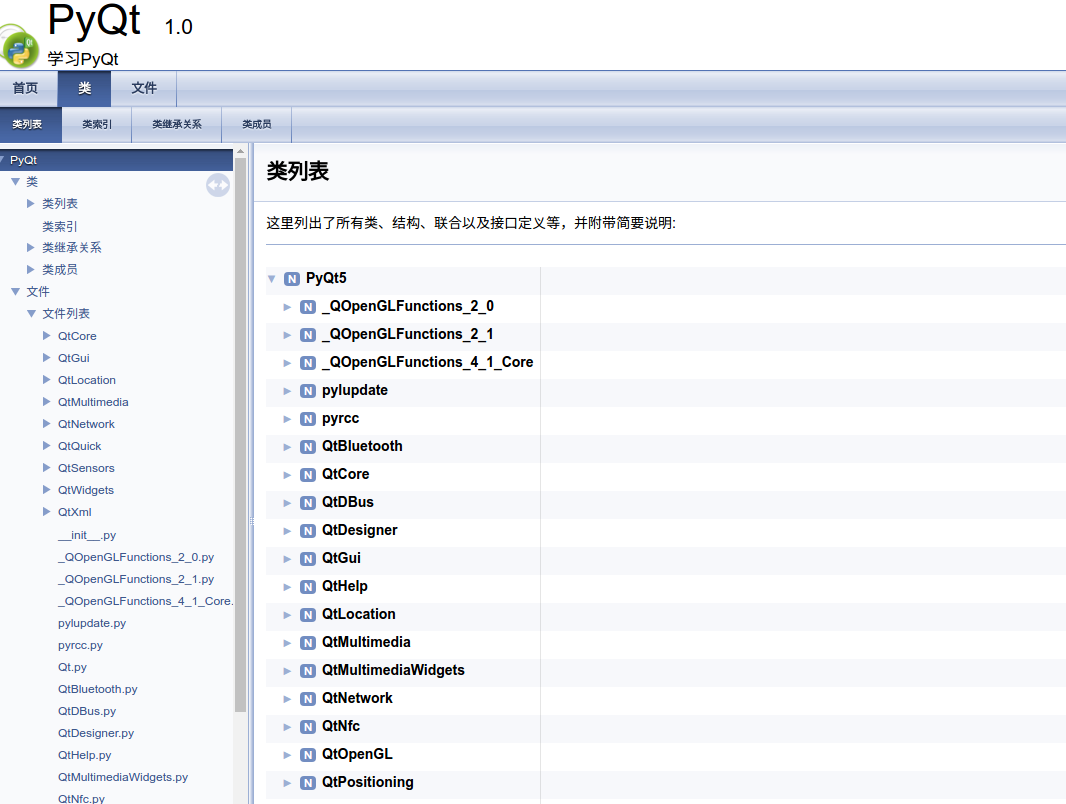 PyQt 1.0
学习PyQt
首页 类 文件
类列表 类索引 类继承关系 类成员
PyQt
类
类列表
类索引
类继承关系
类成员
文件
文件列表
QtCore
QtGui
QtLocation
QtMultimedia
QtNetwork
QtQuick
QtSensors
QtWidgets
QtXml
__init__.py
_QOpenGLFunctions_2_0.py
_QOpenGLFunctions_2_1.py
_QOpenGLFunctions_4_1_Core.
pylupdate.py
pyrcc.py
Qt.py
QtBluetooth.py
QtDBus.py
QtDesigner.py
QtHelp.py
QtMultimediaWidgets.py
QtNfc.py
类列表
这里列出了所有类、结构、联合以及接口定义等，并附带简要说明:
N PyQt5
N _QOpenGLFunctions_2_0
N _QOpenGLFunctions_2_1
N _QOpenGLFunctions_4_1_Core
N pylupdate
N pyrcc
N QtBluetooth
N QtCore
N QtDBus
N QtDesigner
N QtGui
N QtHelp
N QtLocation
N QtMultimedia
N QtMultimediaWidgets
N QtNetwork
N QtNfc
N QtOpenGL
N QtPositioning